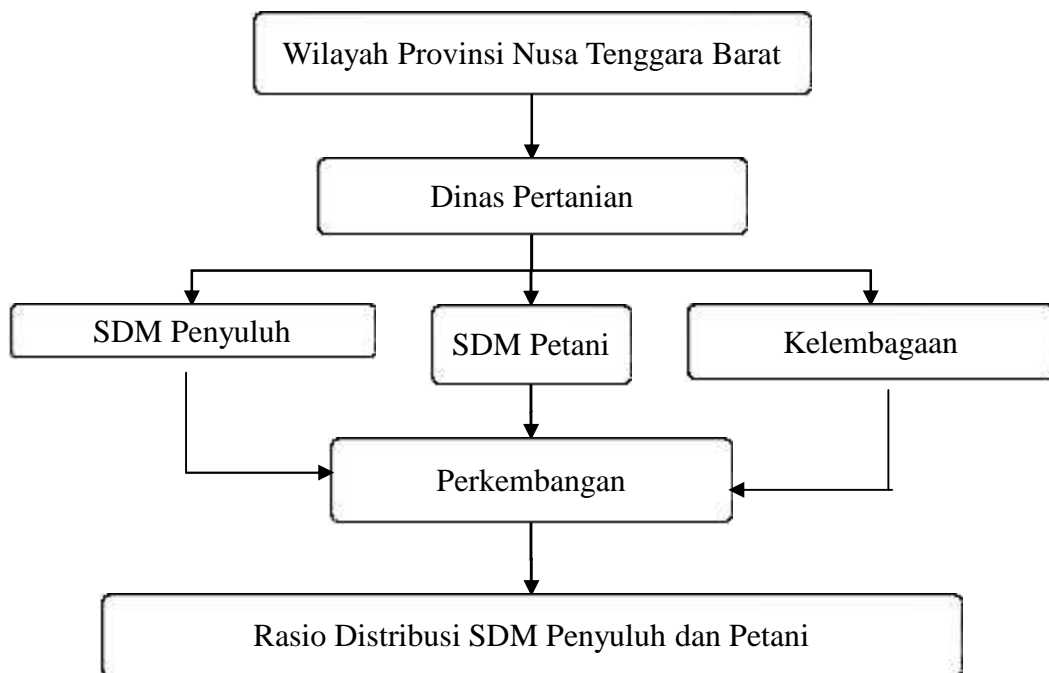 Wilayah Provinsi Nusa Tenggara Barat
Dinas Pertanian
SDM Penyuluh
SDM Petani
Kelembagaan
Perkembangan
Rasio Distribusi SDM Penyuluh dan Petani